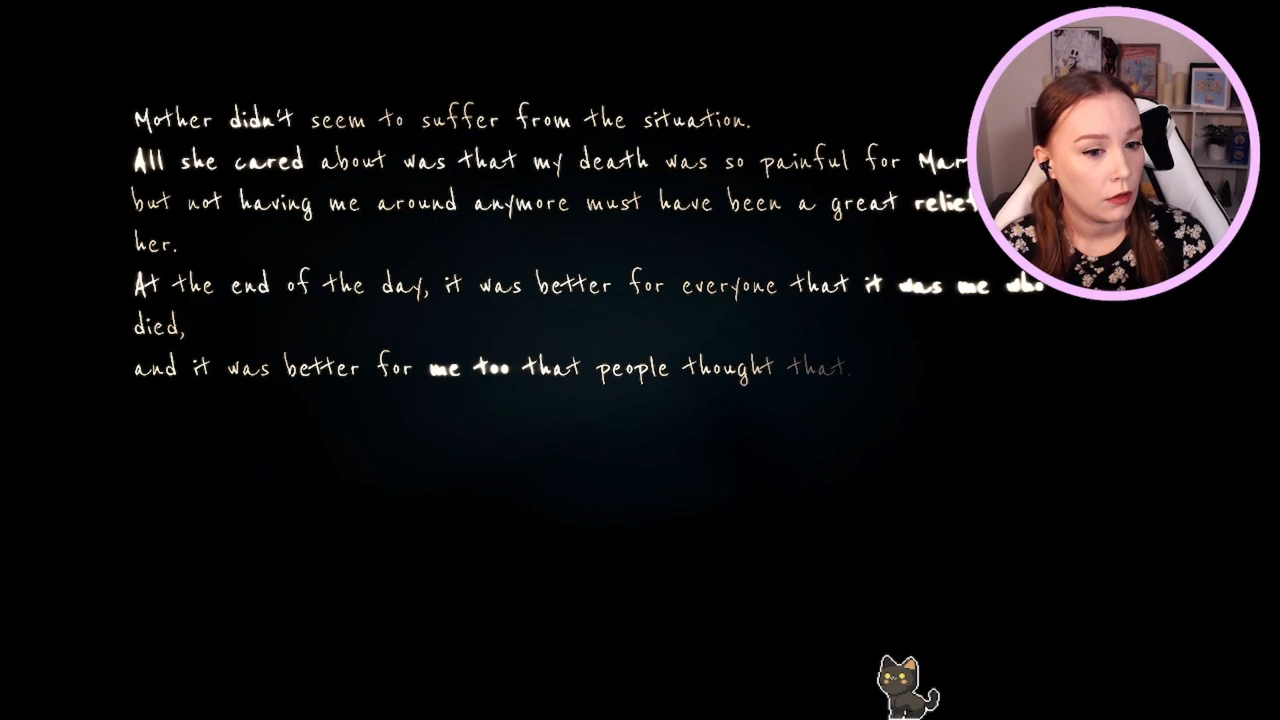 Mother didn't seem to suffer from the situation.
All she cared about was that my death was so painful for
but not having me around anymore must have been a great relief
her.
At the end of the day, it was better for everyone that it was me who
died,
and it was better for me too that people thought that.